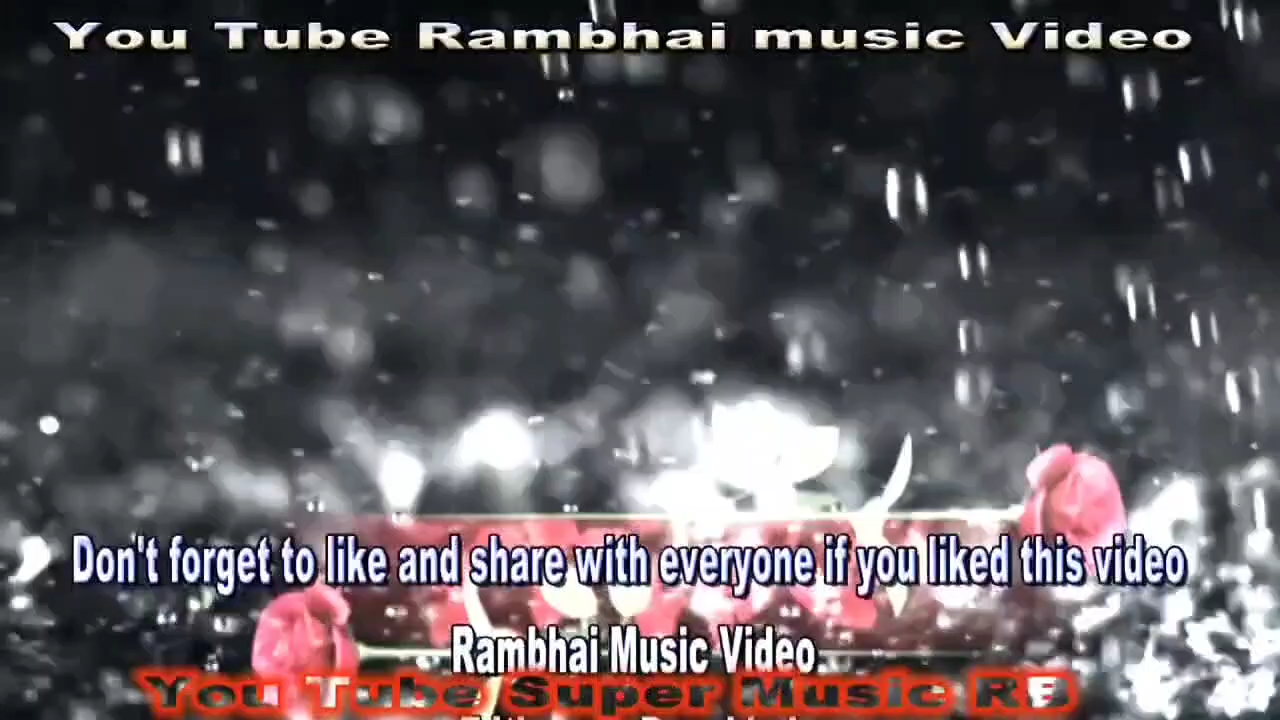 You Tube Rambhai music Video
Don't forget to like and share with everyone if you liked this video
Rambhai Music Video
You Tube Super Music RB